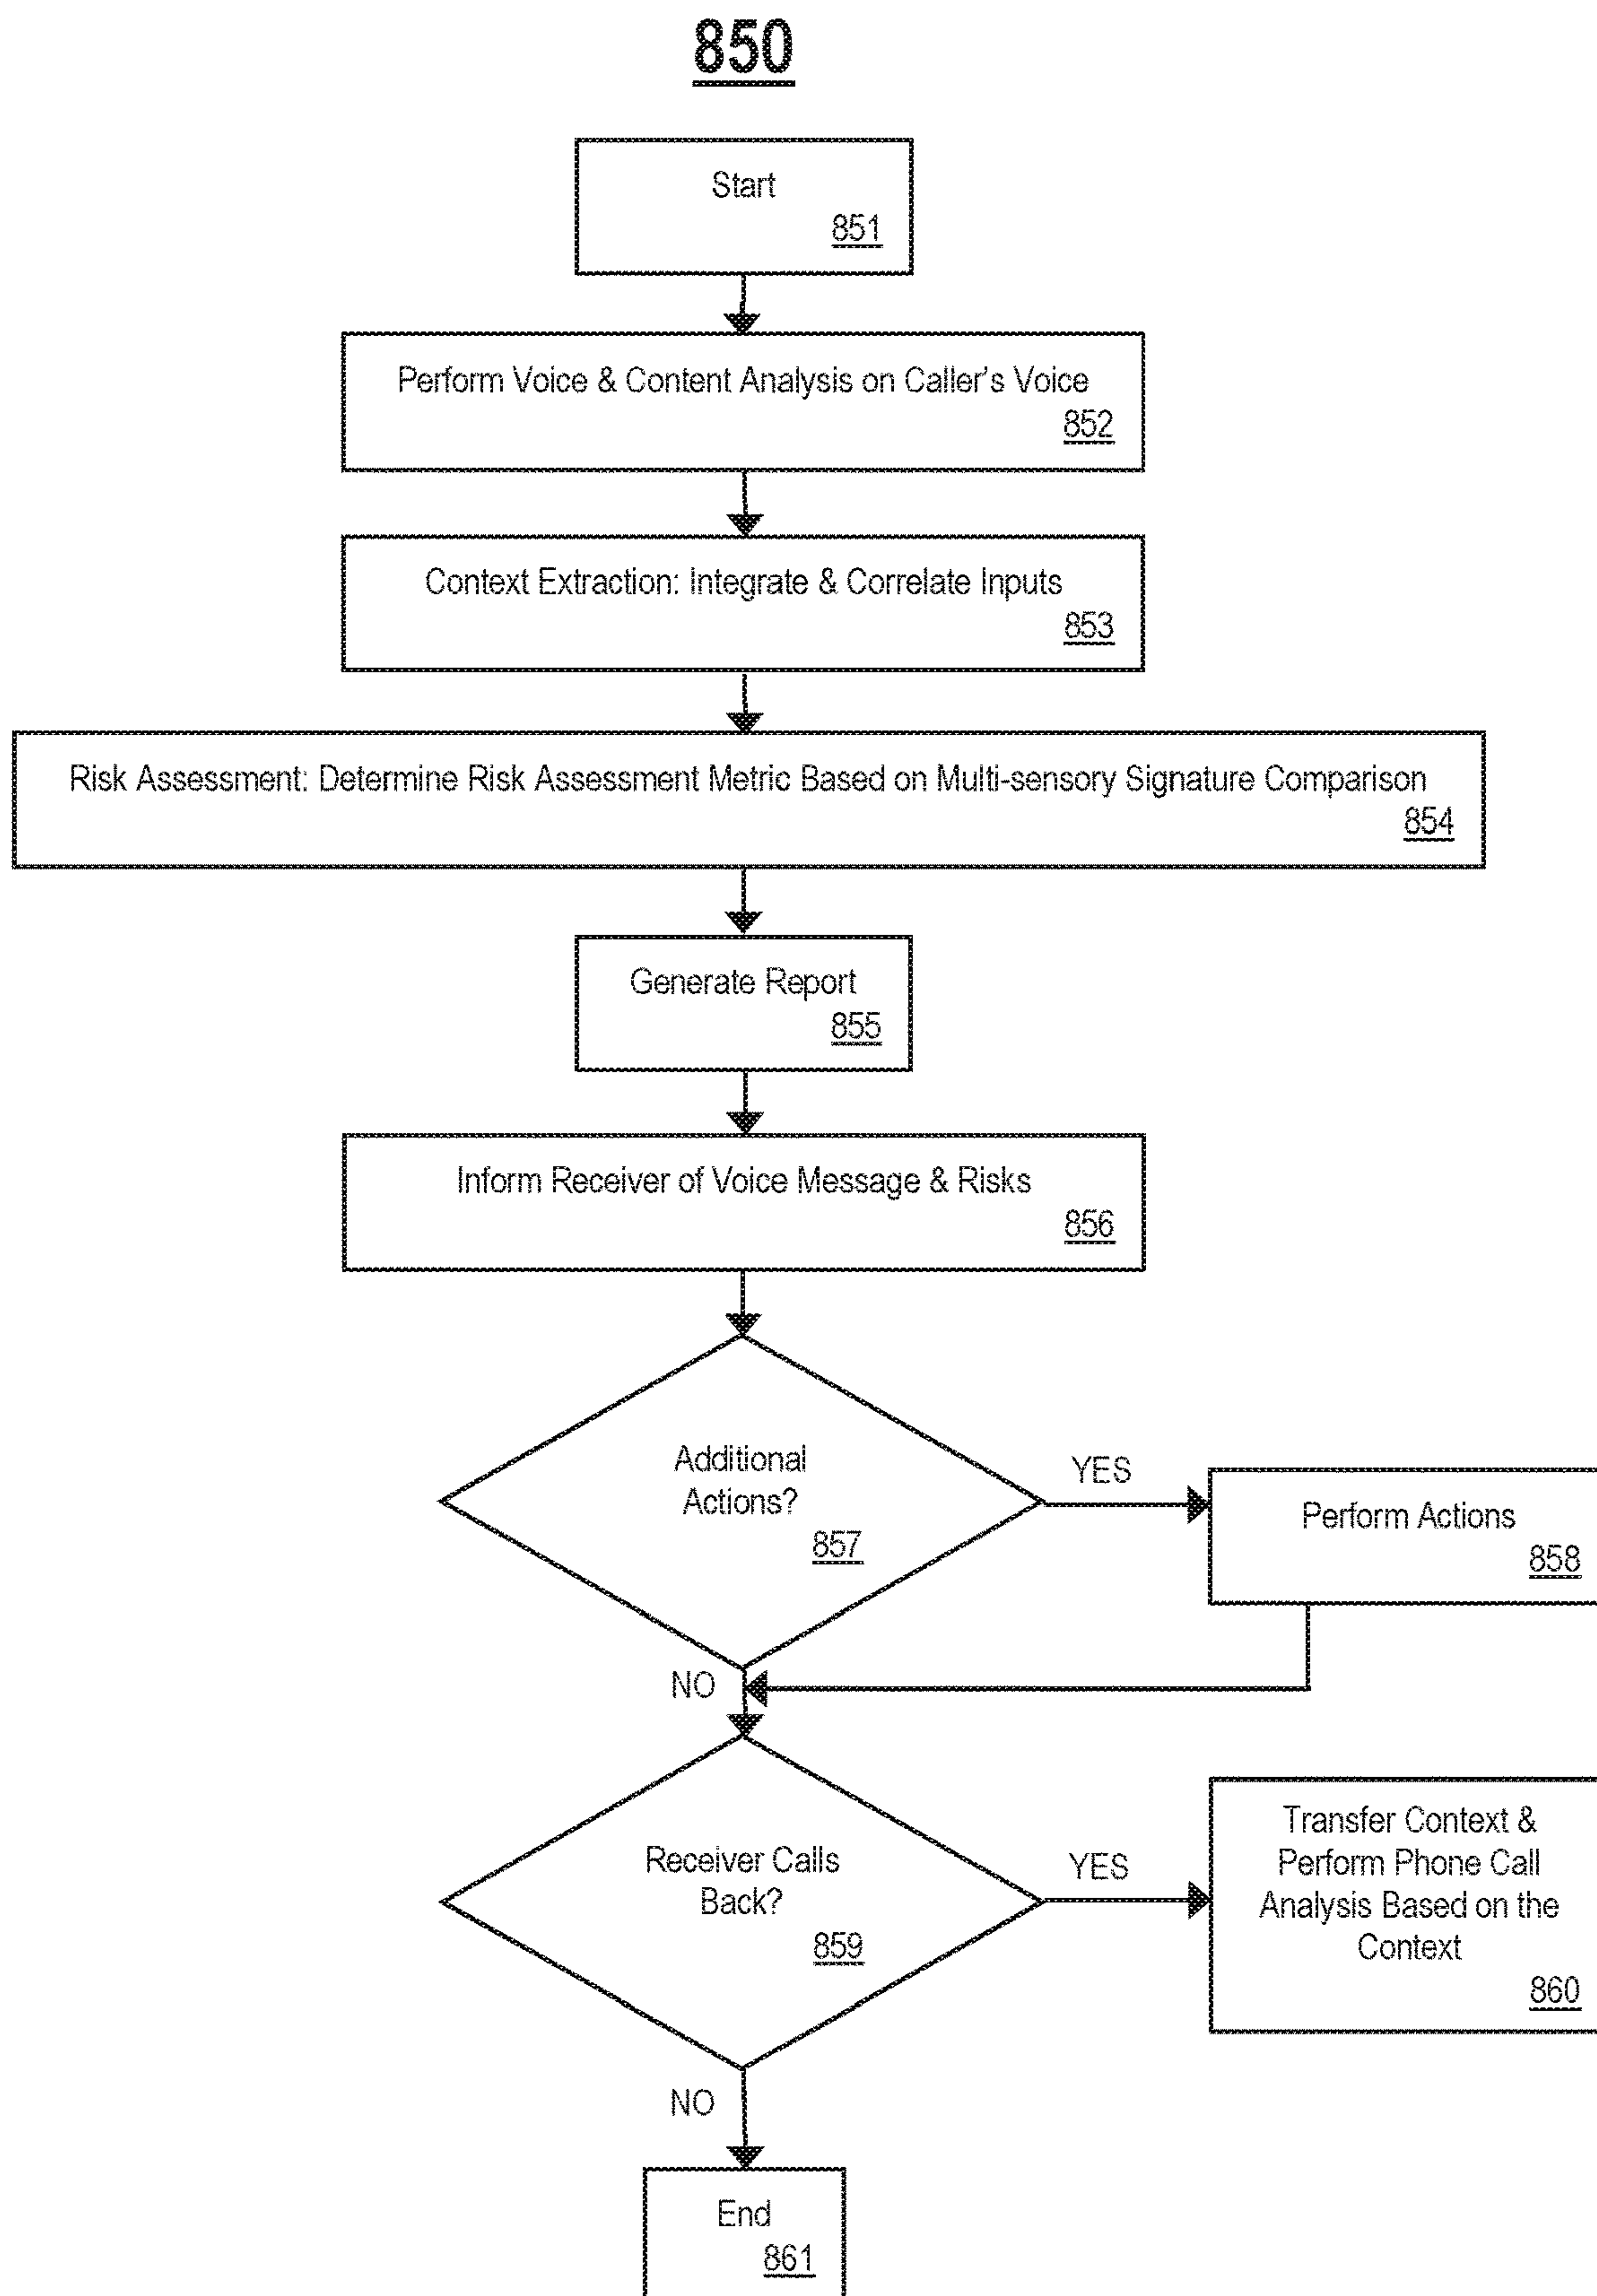 850
Start
851
Perform Voice & Content Analysis on Caller's Voice
852
Context Extraction: Integrate & Correlate Inputs
853
Risk Assessment: Determine Risk Assessment Metric Based on Multi-sensory Signature Comparison
854
Generate Report
855
Inform Receiver of Voice Message & Risks
856
Additional
Actions?
857
YES
Perform Actions
858
NO
Receiver Calls
Back?
859
YES
Transfer Context &
Perform Phone Call
Analysis Based on the
Context
860
NO
End
861